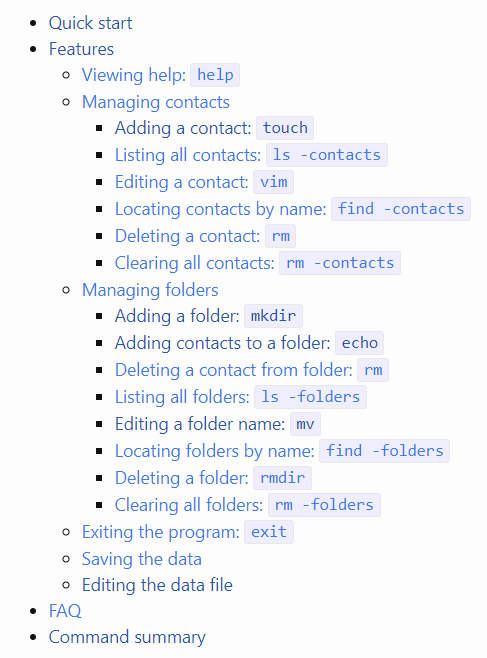 Quick start
Features
Viewing help: help
Managing contacts
Adding a contact: touch
Listing all contacts: ls -contacts
Editing a contact: vim
Locating contacts by name: find -contacts
Deleting a contact: rm
Clearing all contacts: rm -contacts
Managing folders
Adding a folder: mkdir
Adding contacts to a folder: echo
Deleting a contact from folder: rm
Listing all folders: ls -folders
Editing a folder name: mv
Locating folders by name: find -folders
Deleting a folder: rmdir
Clearing all folders: rm -folders
Exiting the program: exit
Saving the data
Editing the data file
FAQ
Command summary